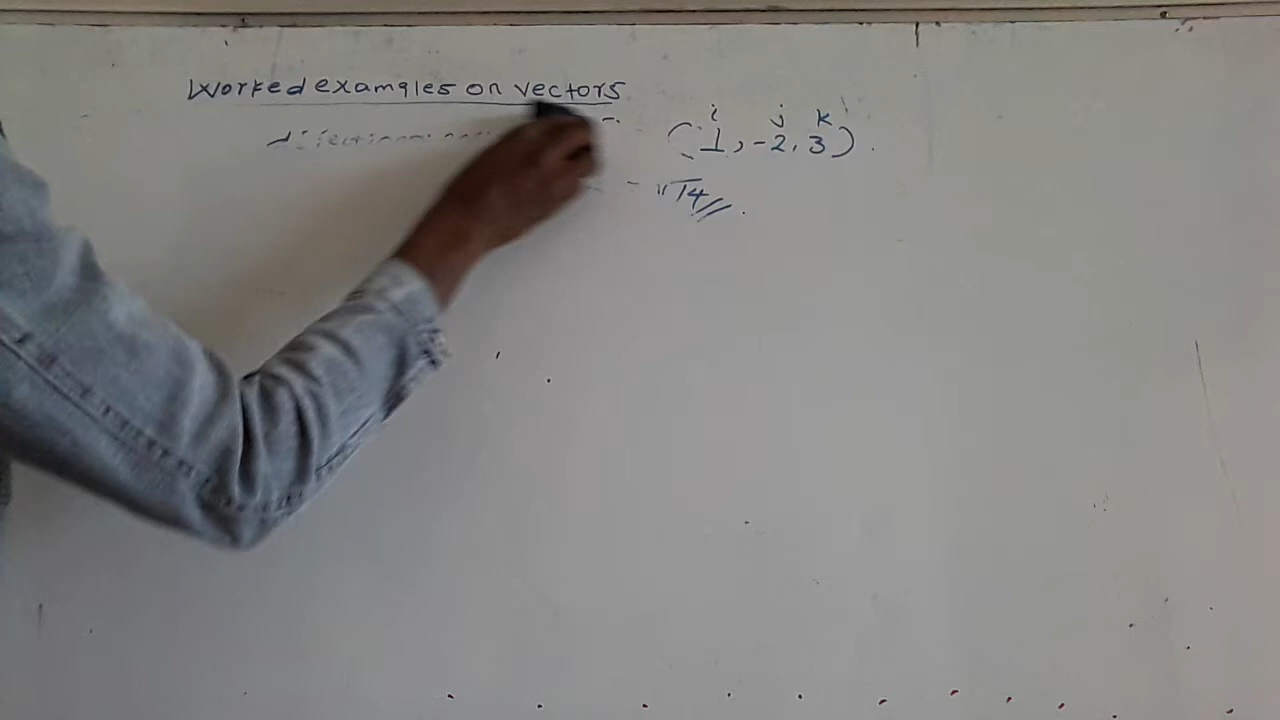 Worked examples on vectors
i j k
(1, -2, 3).
√14 //.